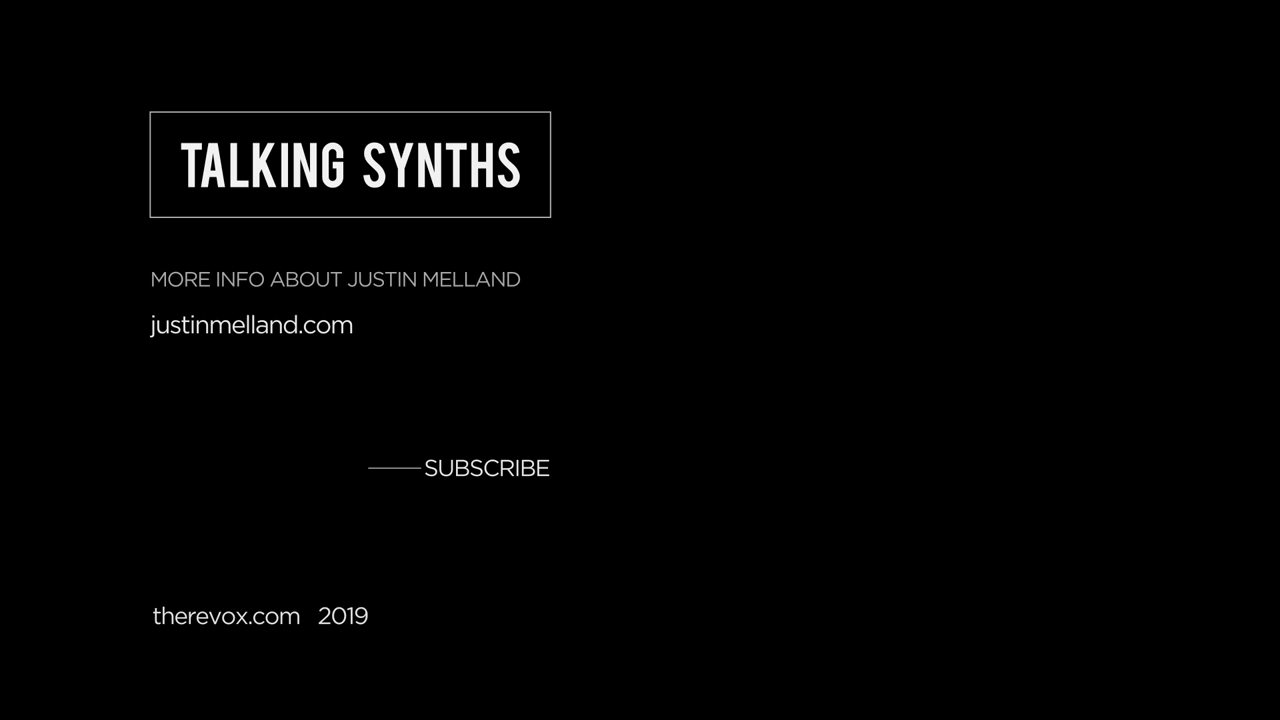 TALKING SYNTHS
MORE INFO ABOUT JUSTIN MELLAND
justinmelland.com
SUBSCRIBE
therevox.com 2019